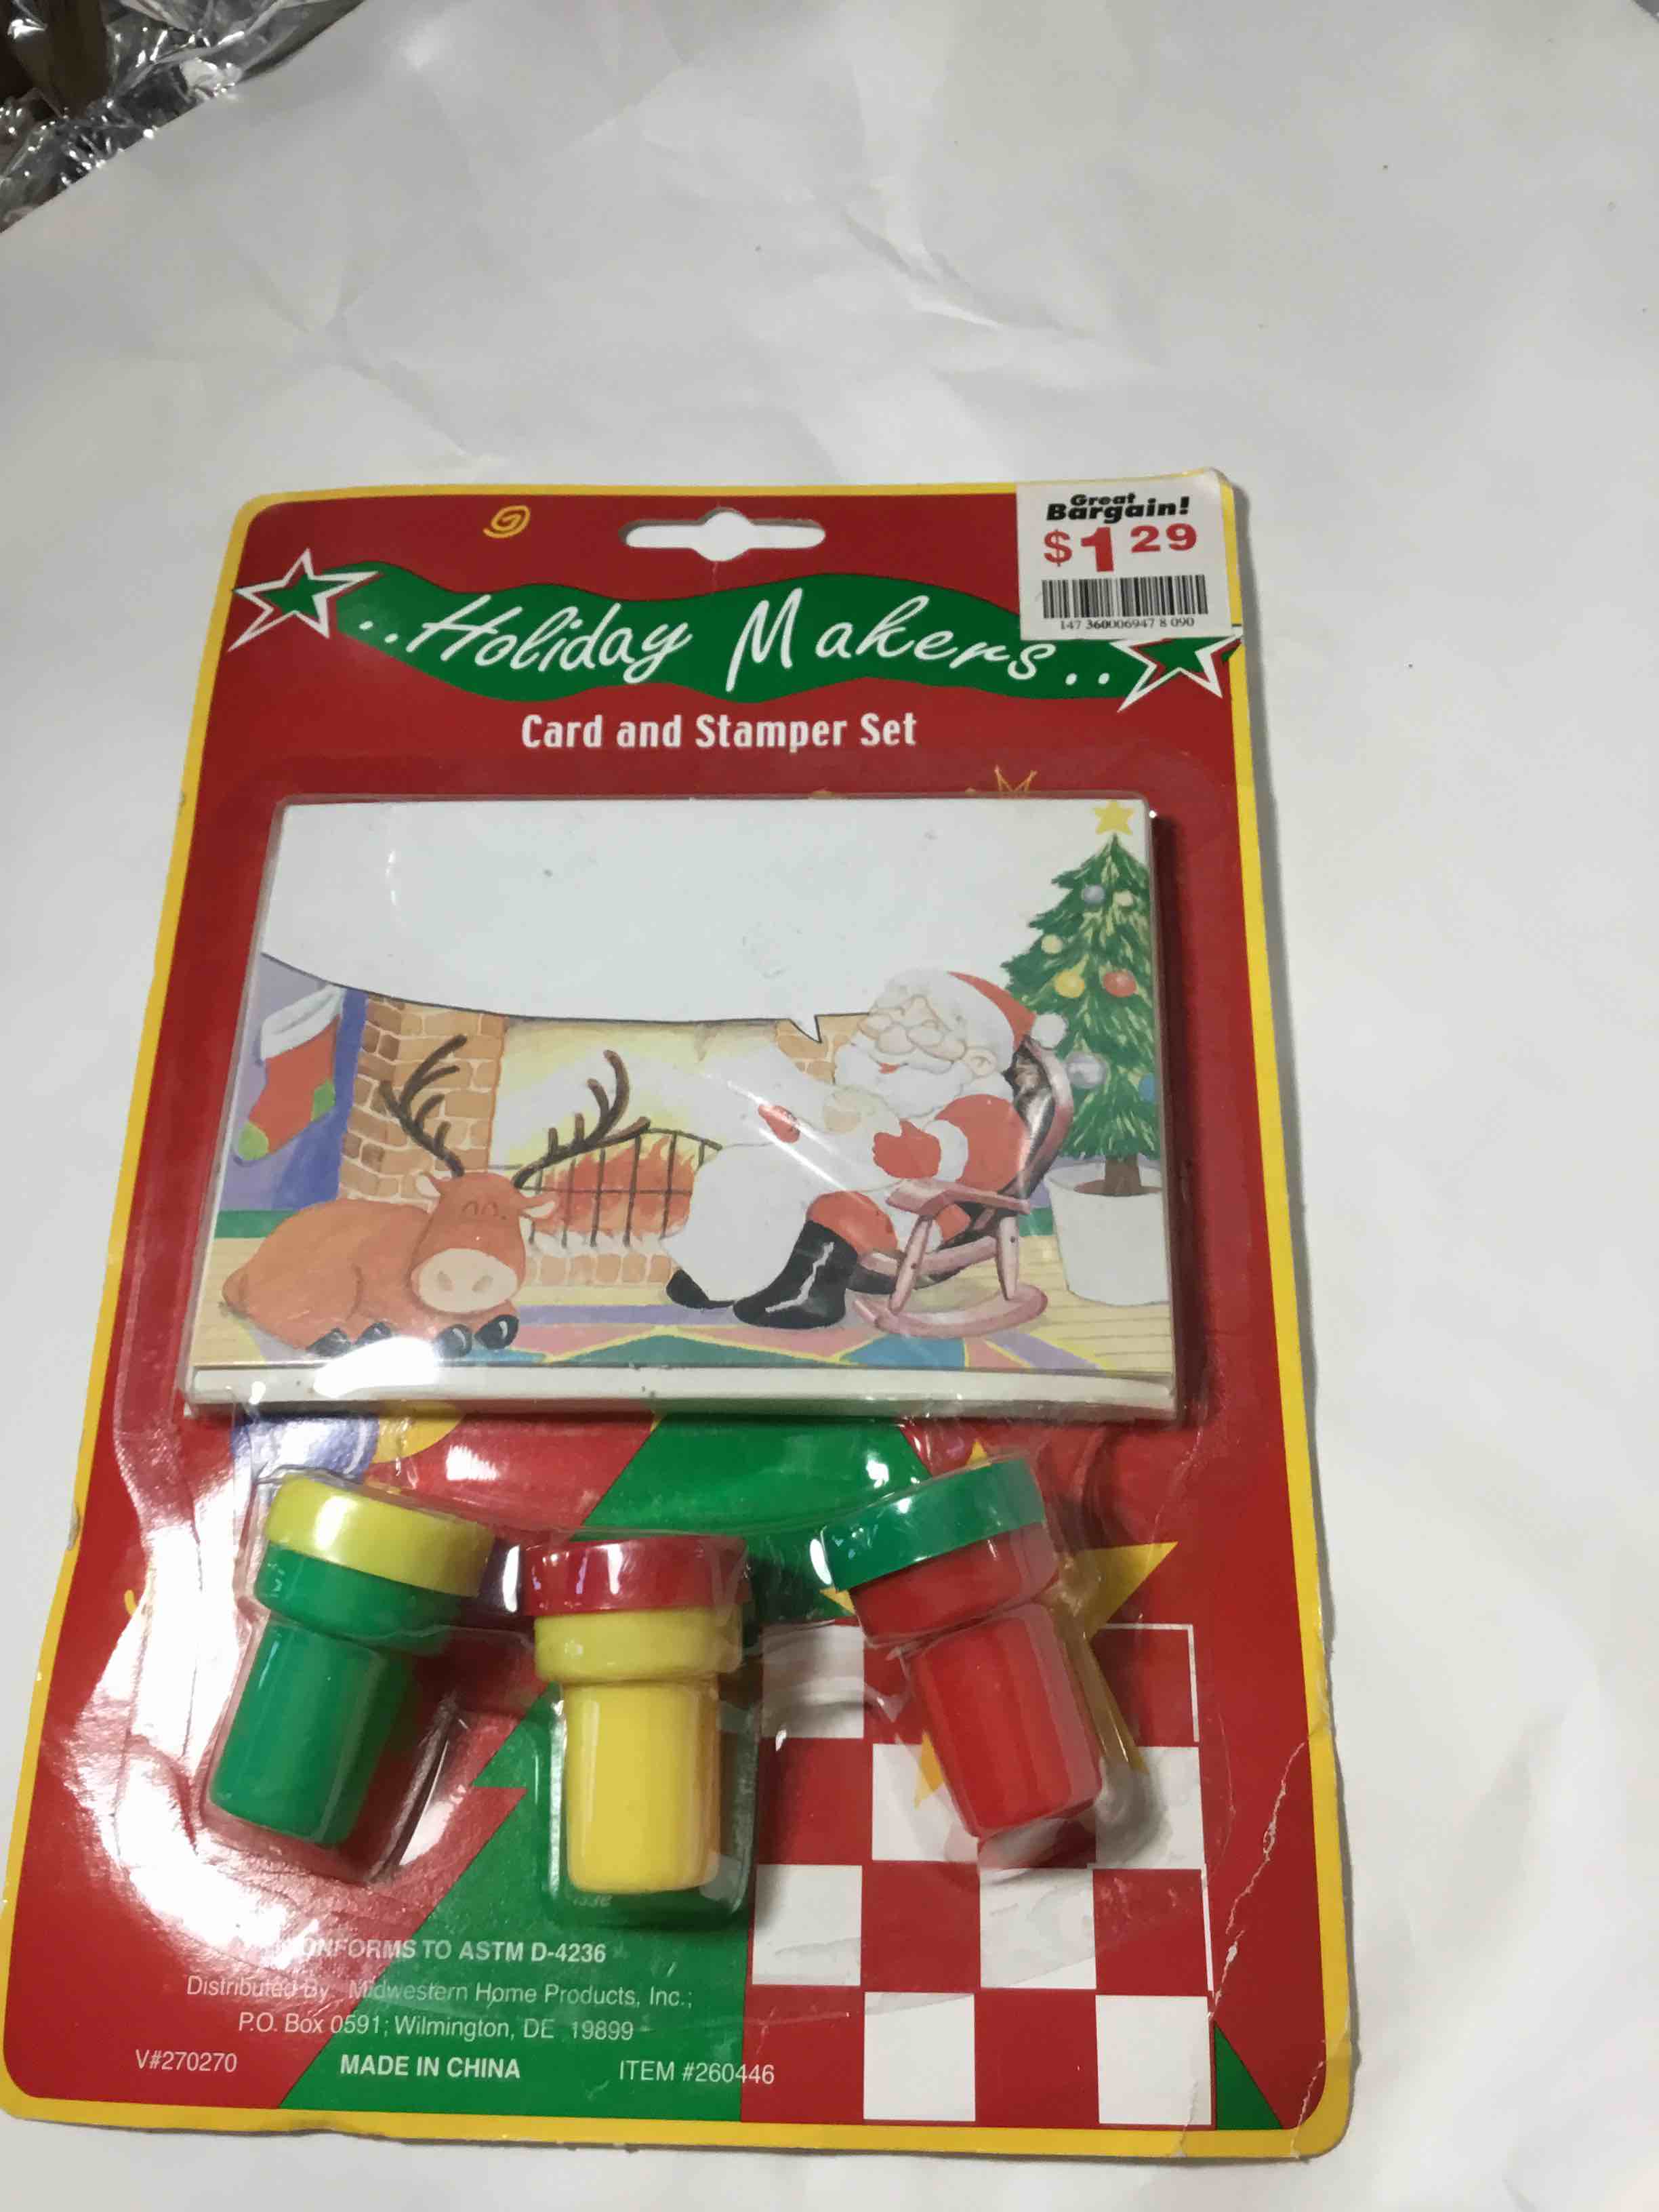 Great
Bargain!
$1 29
147 360006947 8 090
..Holiday Makers..
Card and Stamper Set
ONFORMS TO ASTM D-4236
Distributed By: Midwestern Home Products, Inc.;
P.O. Box 0591; Wilmington, DE 19899
V#270270 MADE IN CHINA ITEM #260446